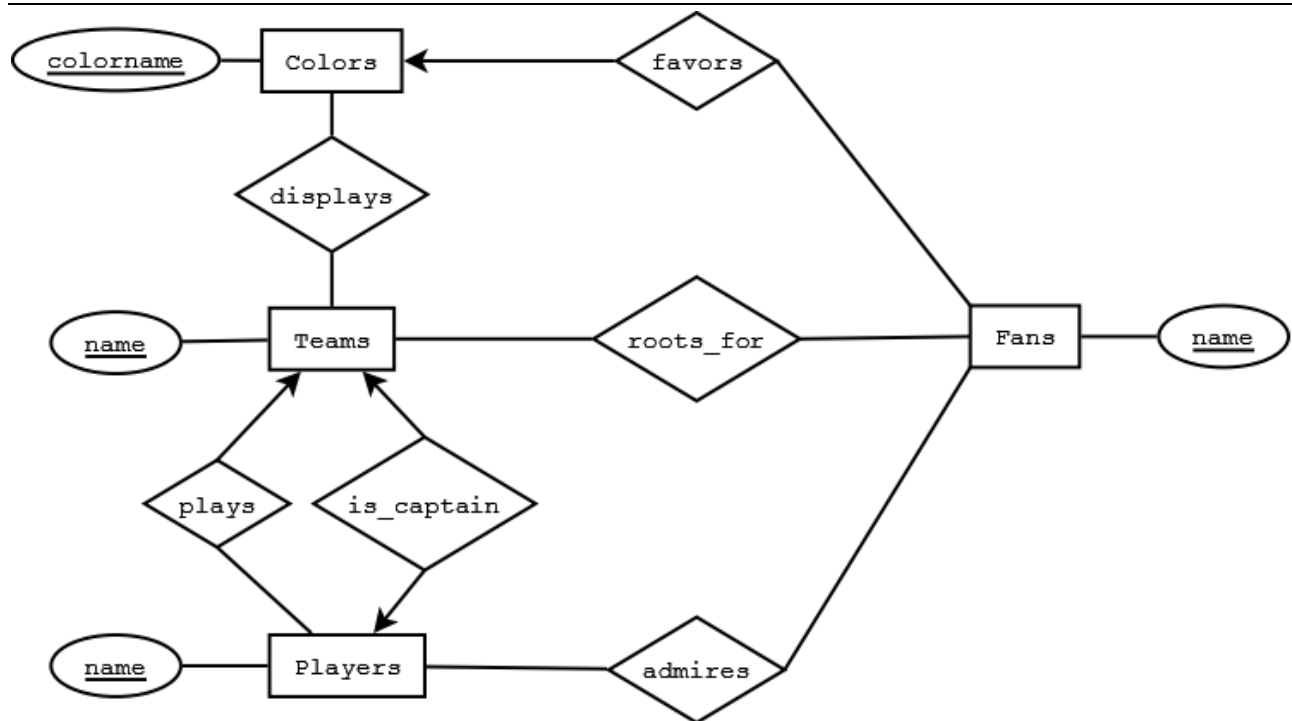 colorname
Colors
favors
displays
name
Teams
roots_for
Fans
name
plays
is_captain
name
Players
admires